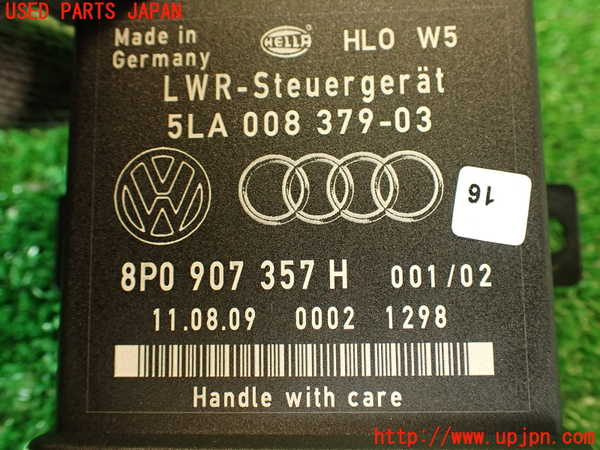 USED PARTS JAPAN
Made in
Germany
HELLA
HLO W5
LWR-Steuergerät
5LA 008 379-03
16
8P0 907 357 H 001/02
11.08.09 0002 1298
Handle with care
http://www.upjpn.com/